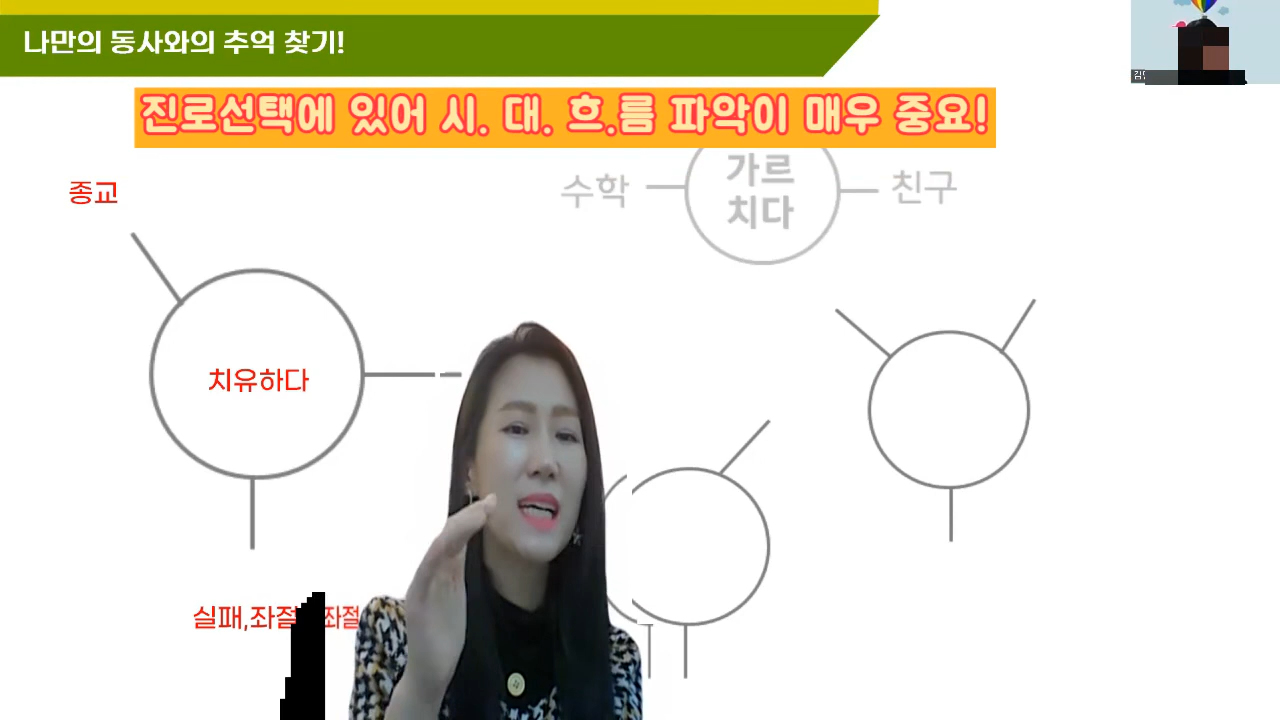 나만의 동사와의 추억 찾기!
진로선택에 있어 시. 대. 흐.름 파악이 매우 중요!
종교
수학
가르
치다
친구
치유하다
실패,좌절 좌절